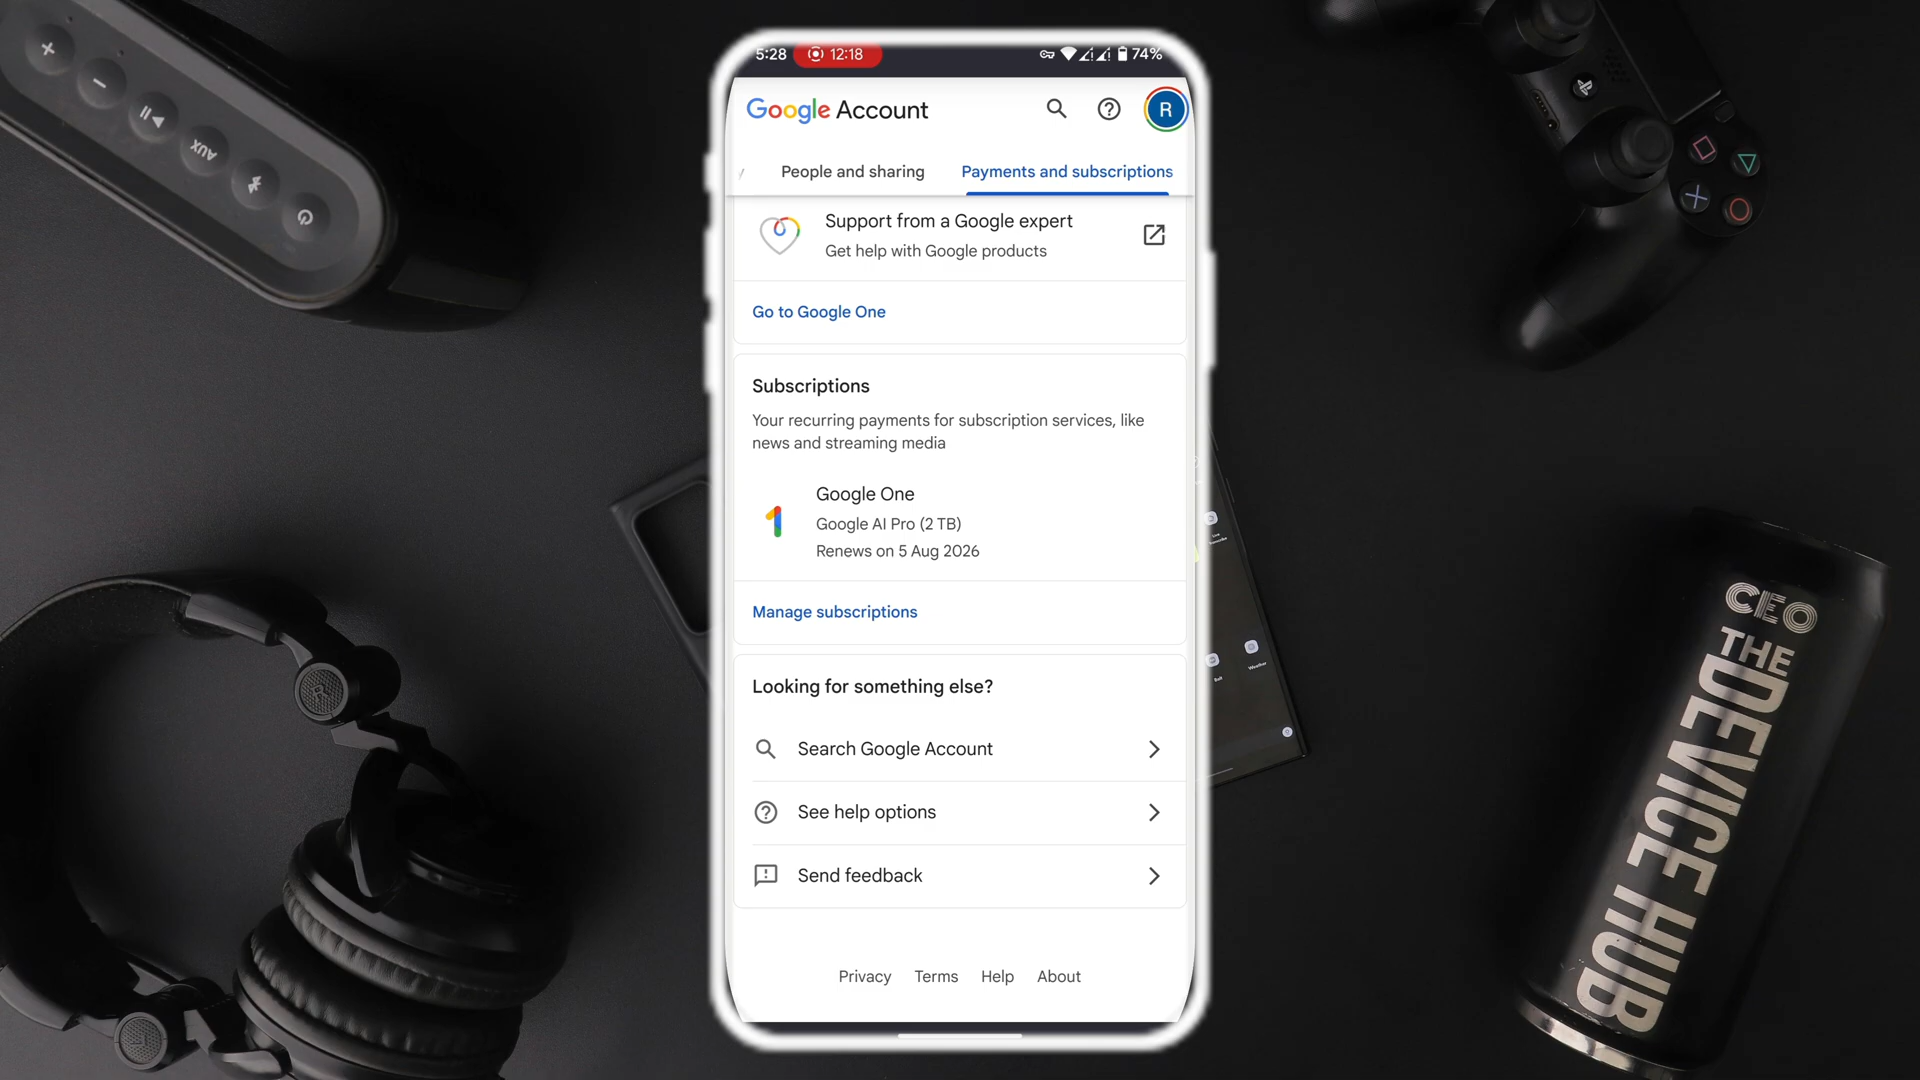 5:28 12:18 74%
Google Account
R
People and sharing Payments and subscriptions
Support from a Google expert
Get help with Google products
Go to Google One
Subscriptions
Your recurring payments for subscription services, like
news and streaming media
Google One
Google AI Pro (2 TB)
Renews on 5 Aug 2026
Manage subscriptions
Looking for something else?
Search Google Account
See help options
Send feedback
Privacy Terms Help About
AUX
R
CEO
THE
DEVICE HUB
Weather
Bolt